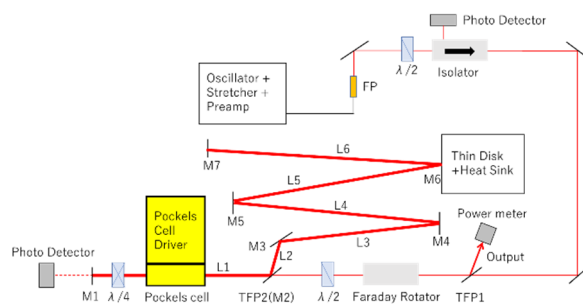 Photo Detector
λ/2
Isolator
Oscillator +
Stretcher +
Preamp
FP
M7
L6
M6
Thin Disk
+Heat Sink
L5
M5
L4
M4
Pockels
Cell
Driver
M3
L3
L2
Power meter
Output
Photo Detector
L1
M1
λ/4
Pockels cell
TFP2(M2)
λ/2
Faraday Rotator
TFP1